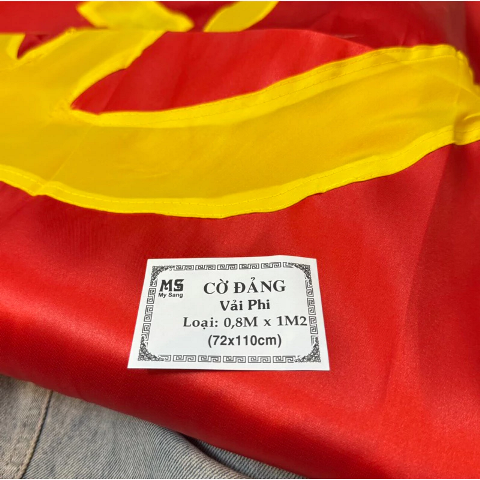 MS
My Sang
CỜ ĐẢNG
Vải Phi
Loại: 0,8M x 1M2
(72x110cm)